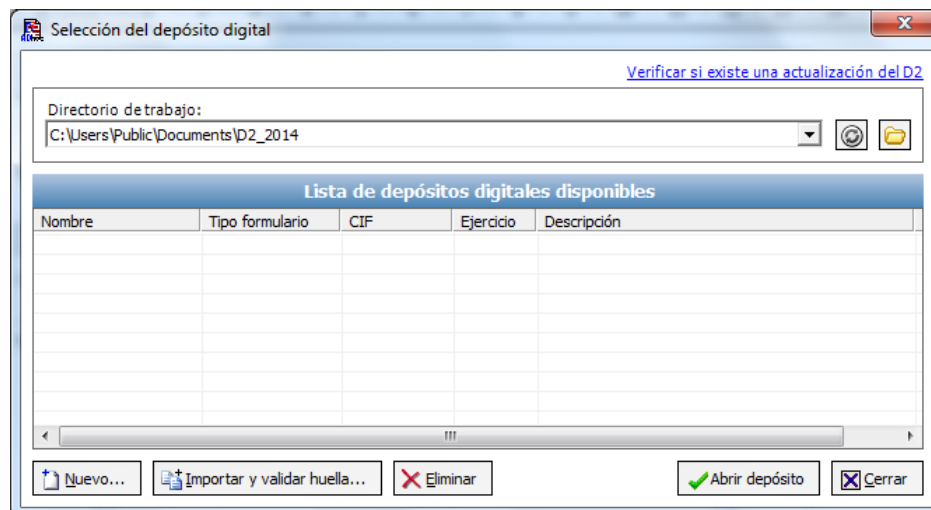 Selección del depósito digital
Verificar si existe una actualización del D2
Directorio de trabajo:
C:\Users\Public\Documents\D2_2014
Lista de depósitos digitales disponibles
Nombre Tipo formulario CIF Ejercicio Descripción
Nuevo... Importar y validar huella... Eliminar Abrir depósito Cerrar